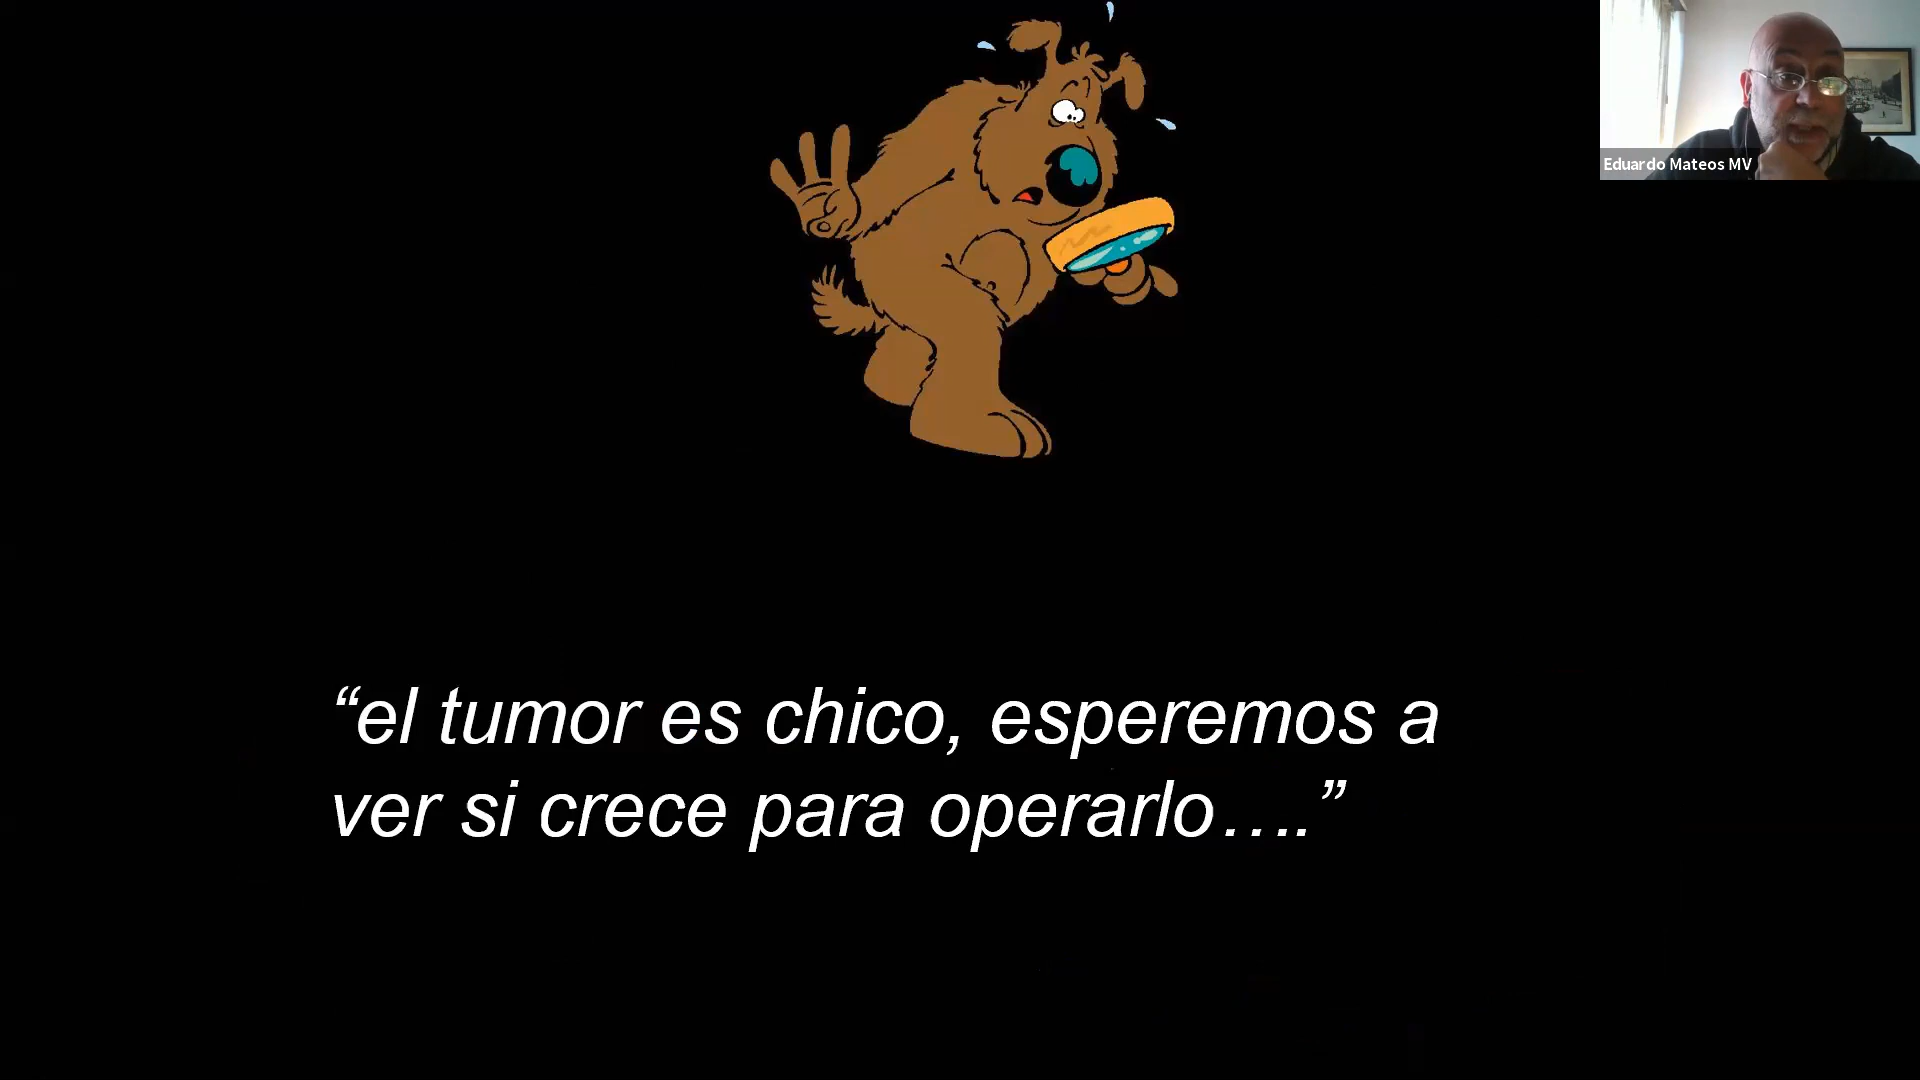 Eduardo Mateos MV
“el tumor es chico, esperemos a
ver si crece para operarlo….”